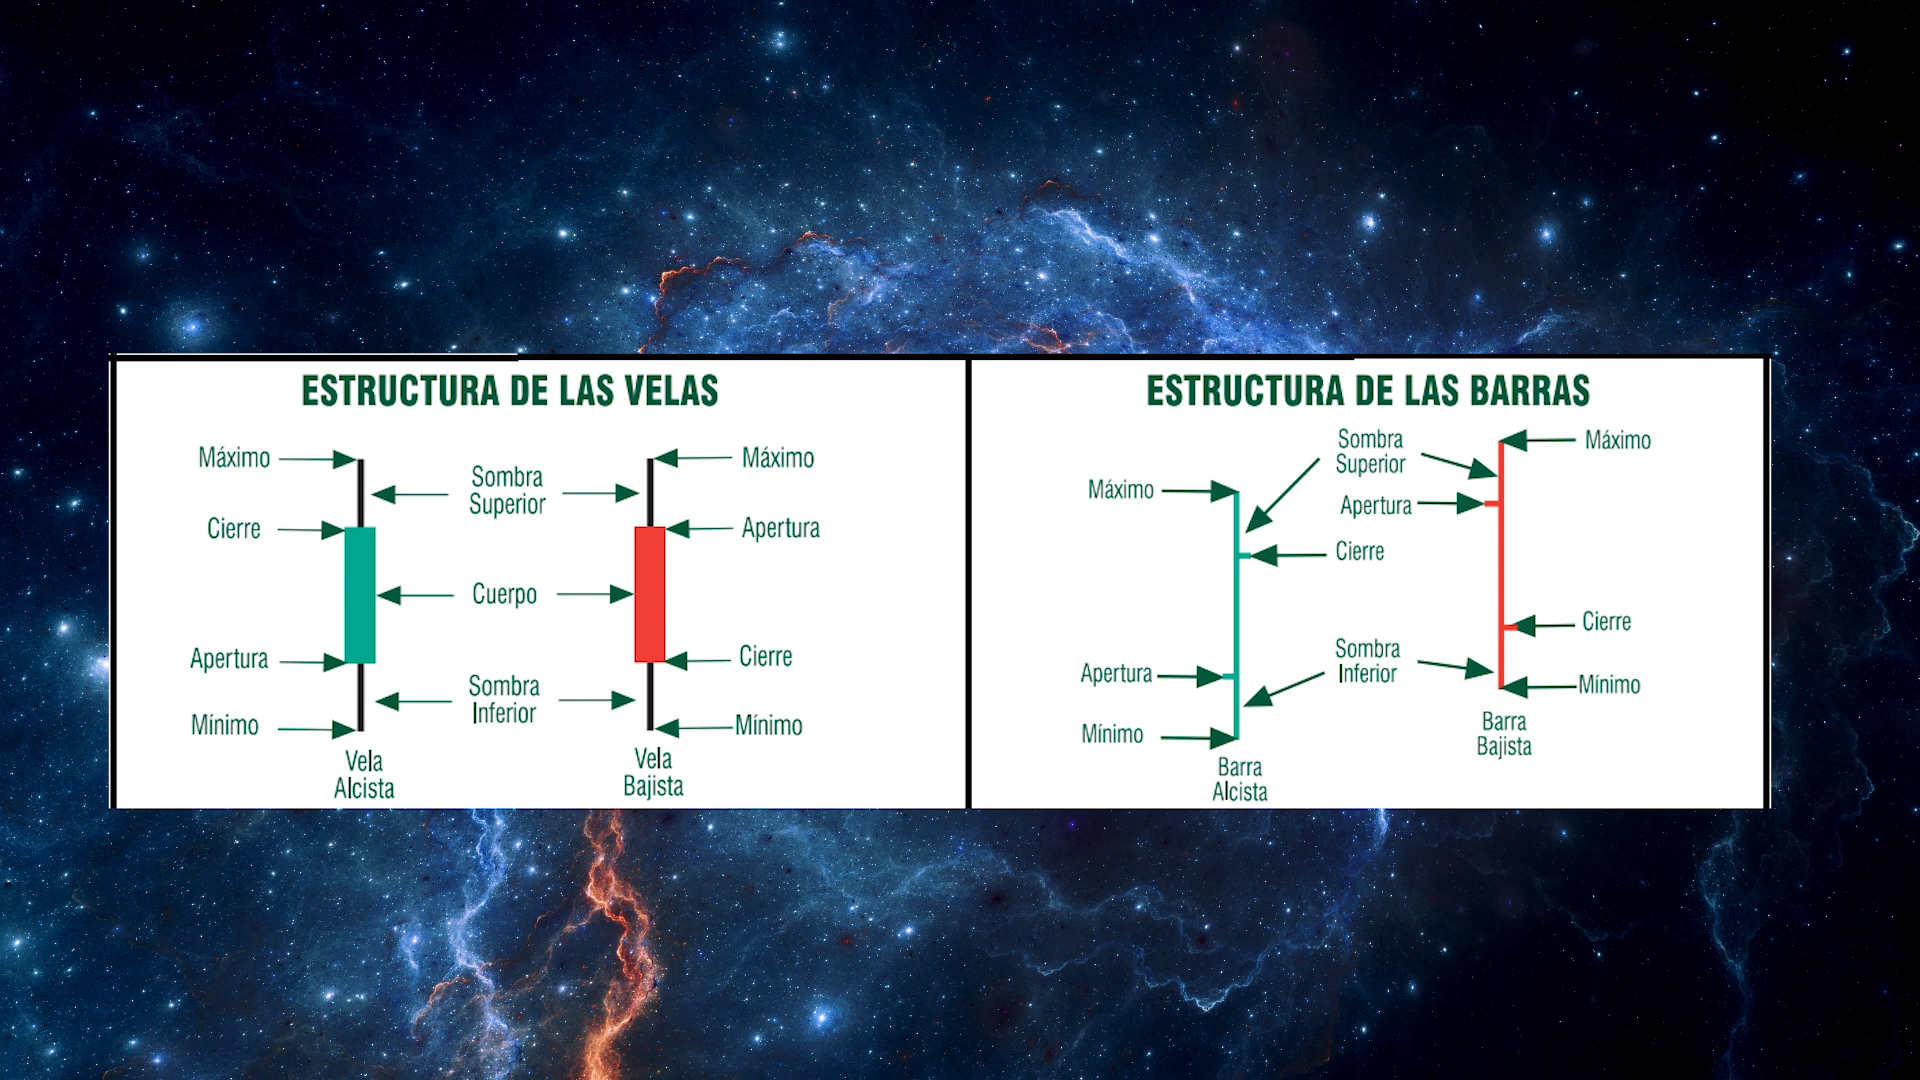 ESTRUCTURA DE LAS VELAS
Máximo
Sombra
Superior
Máximo
Cierre
Apertura
Cuerpo
Apertura
Cierre
Sombra
Inferior
Mínimo
Mínimo
Vela
Alcista
Vela
Bajista
ESTRUCTURA DE LAS BARRAS
Sombra
Superior
Máximo
Máximo
Apertura
Cierre
Cierre
Sombra
Inferior
Apertura
Mínimo
Mínimo
Barra
Bajista
Barra
Alcista